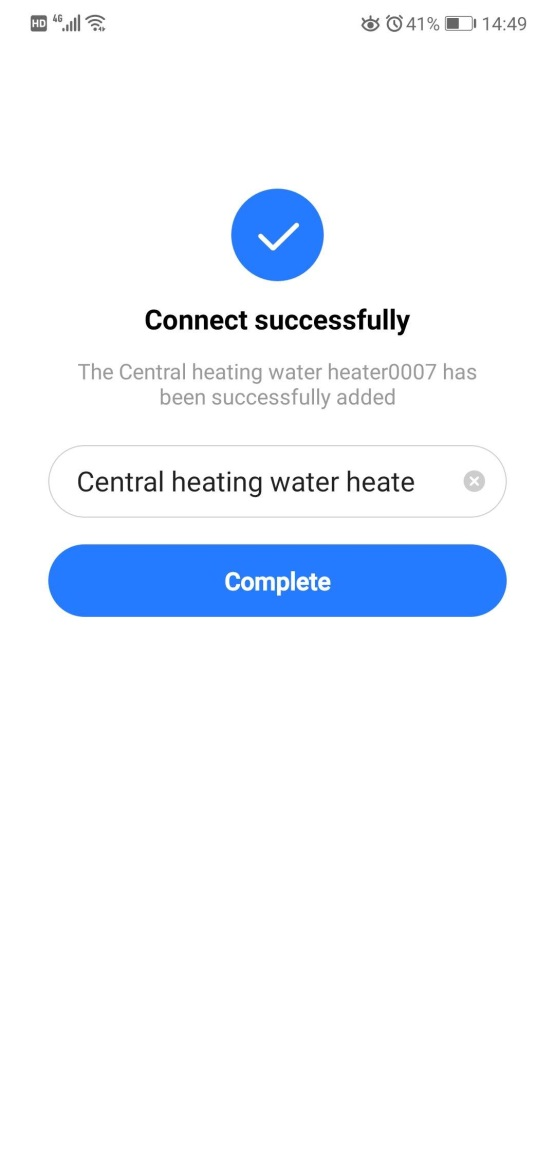 HD 4G 41% 14:49
Connect successfully
The Central heating water heater0007 has
been successfully added
Central heating water heate
Complete